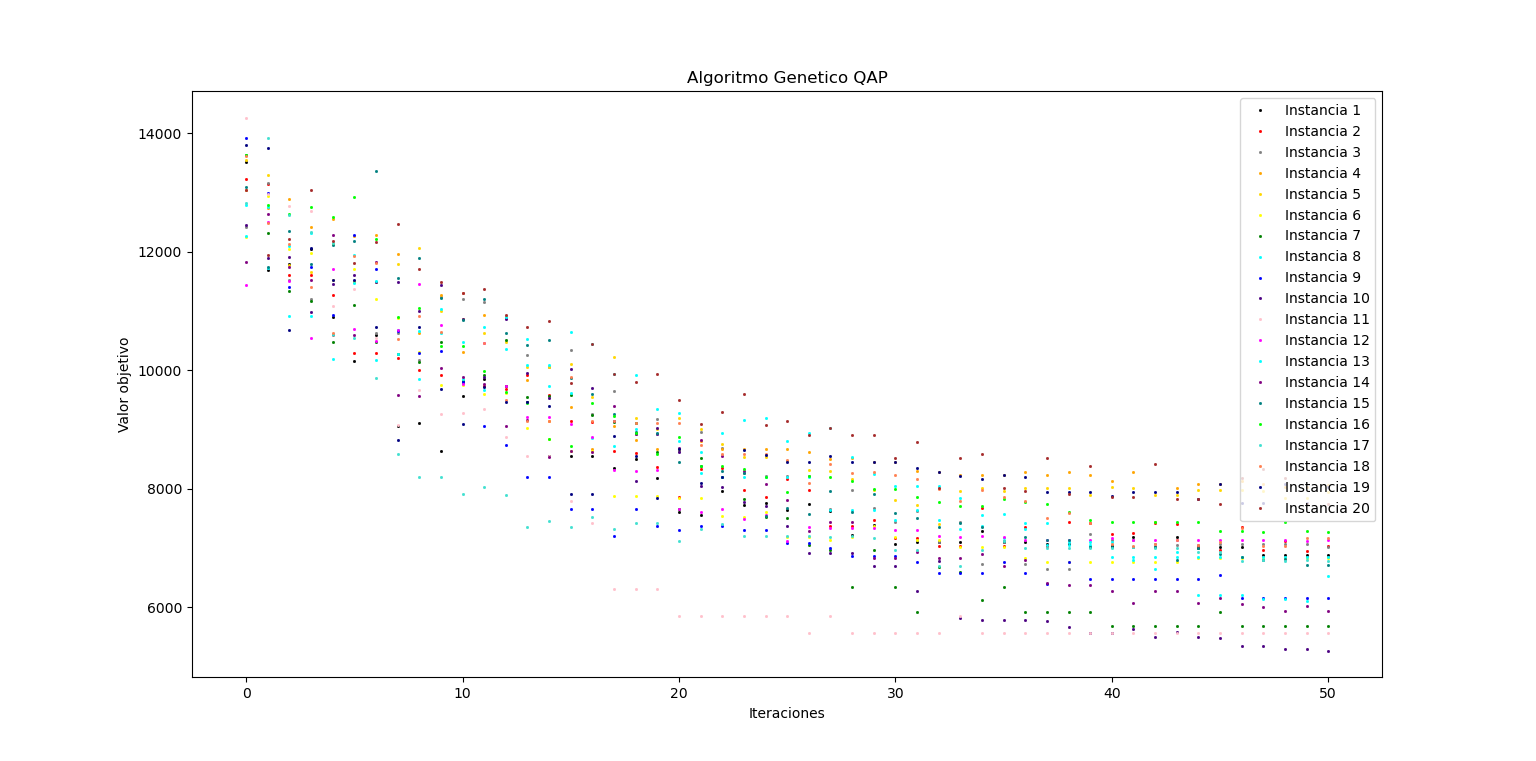 Algoritmo Genetico QAP
Valor objetivo
14000
12000
10000
8000
6000
0 10 20 30 40 50
Iteraciones
Instancia 1
Instancia 2
Instancia 3
Instancia 4
Instancia 5
Instancia 6
Instancia 7
Instancia 8
Instancia 9
Instancia 10
Instancia 11
Instancia 12
Instancia 13
Instancia 14
Instancia 15
Instancia 16
Instancia 17
Instancia 18
Instancia 19
Instancia 20